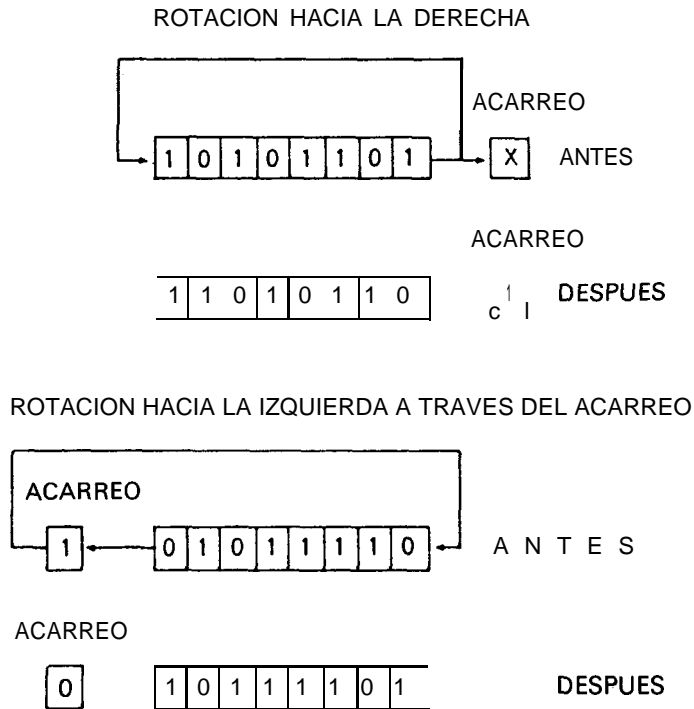 ROTACION HACIA LA DERECHA
ACARREO
1 0 1 0 1 1 0 1 X ANTES
ACARREO
1 1 0 1 0 1 1 0 c 1 l DESPUES
ROTACION HACIA LA IZQUIERDA A TRAVES DEL ACARREO
ACARREO
1 0 1 0 1 1 1 1 0 A N T E S
ACARREO
0 1 0 1 1 1 1 0 1 DESPUES